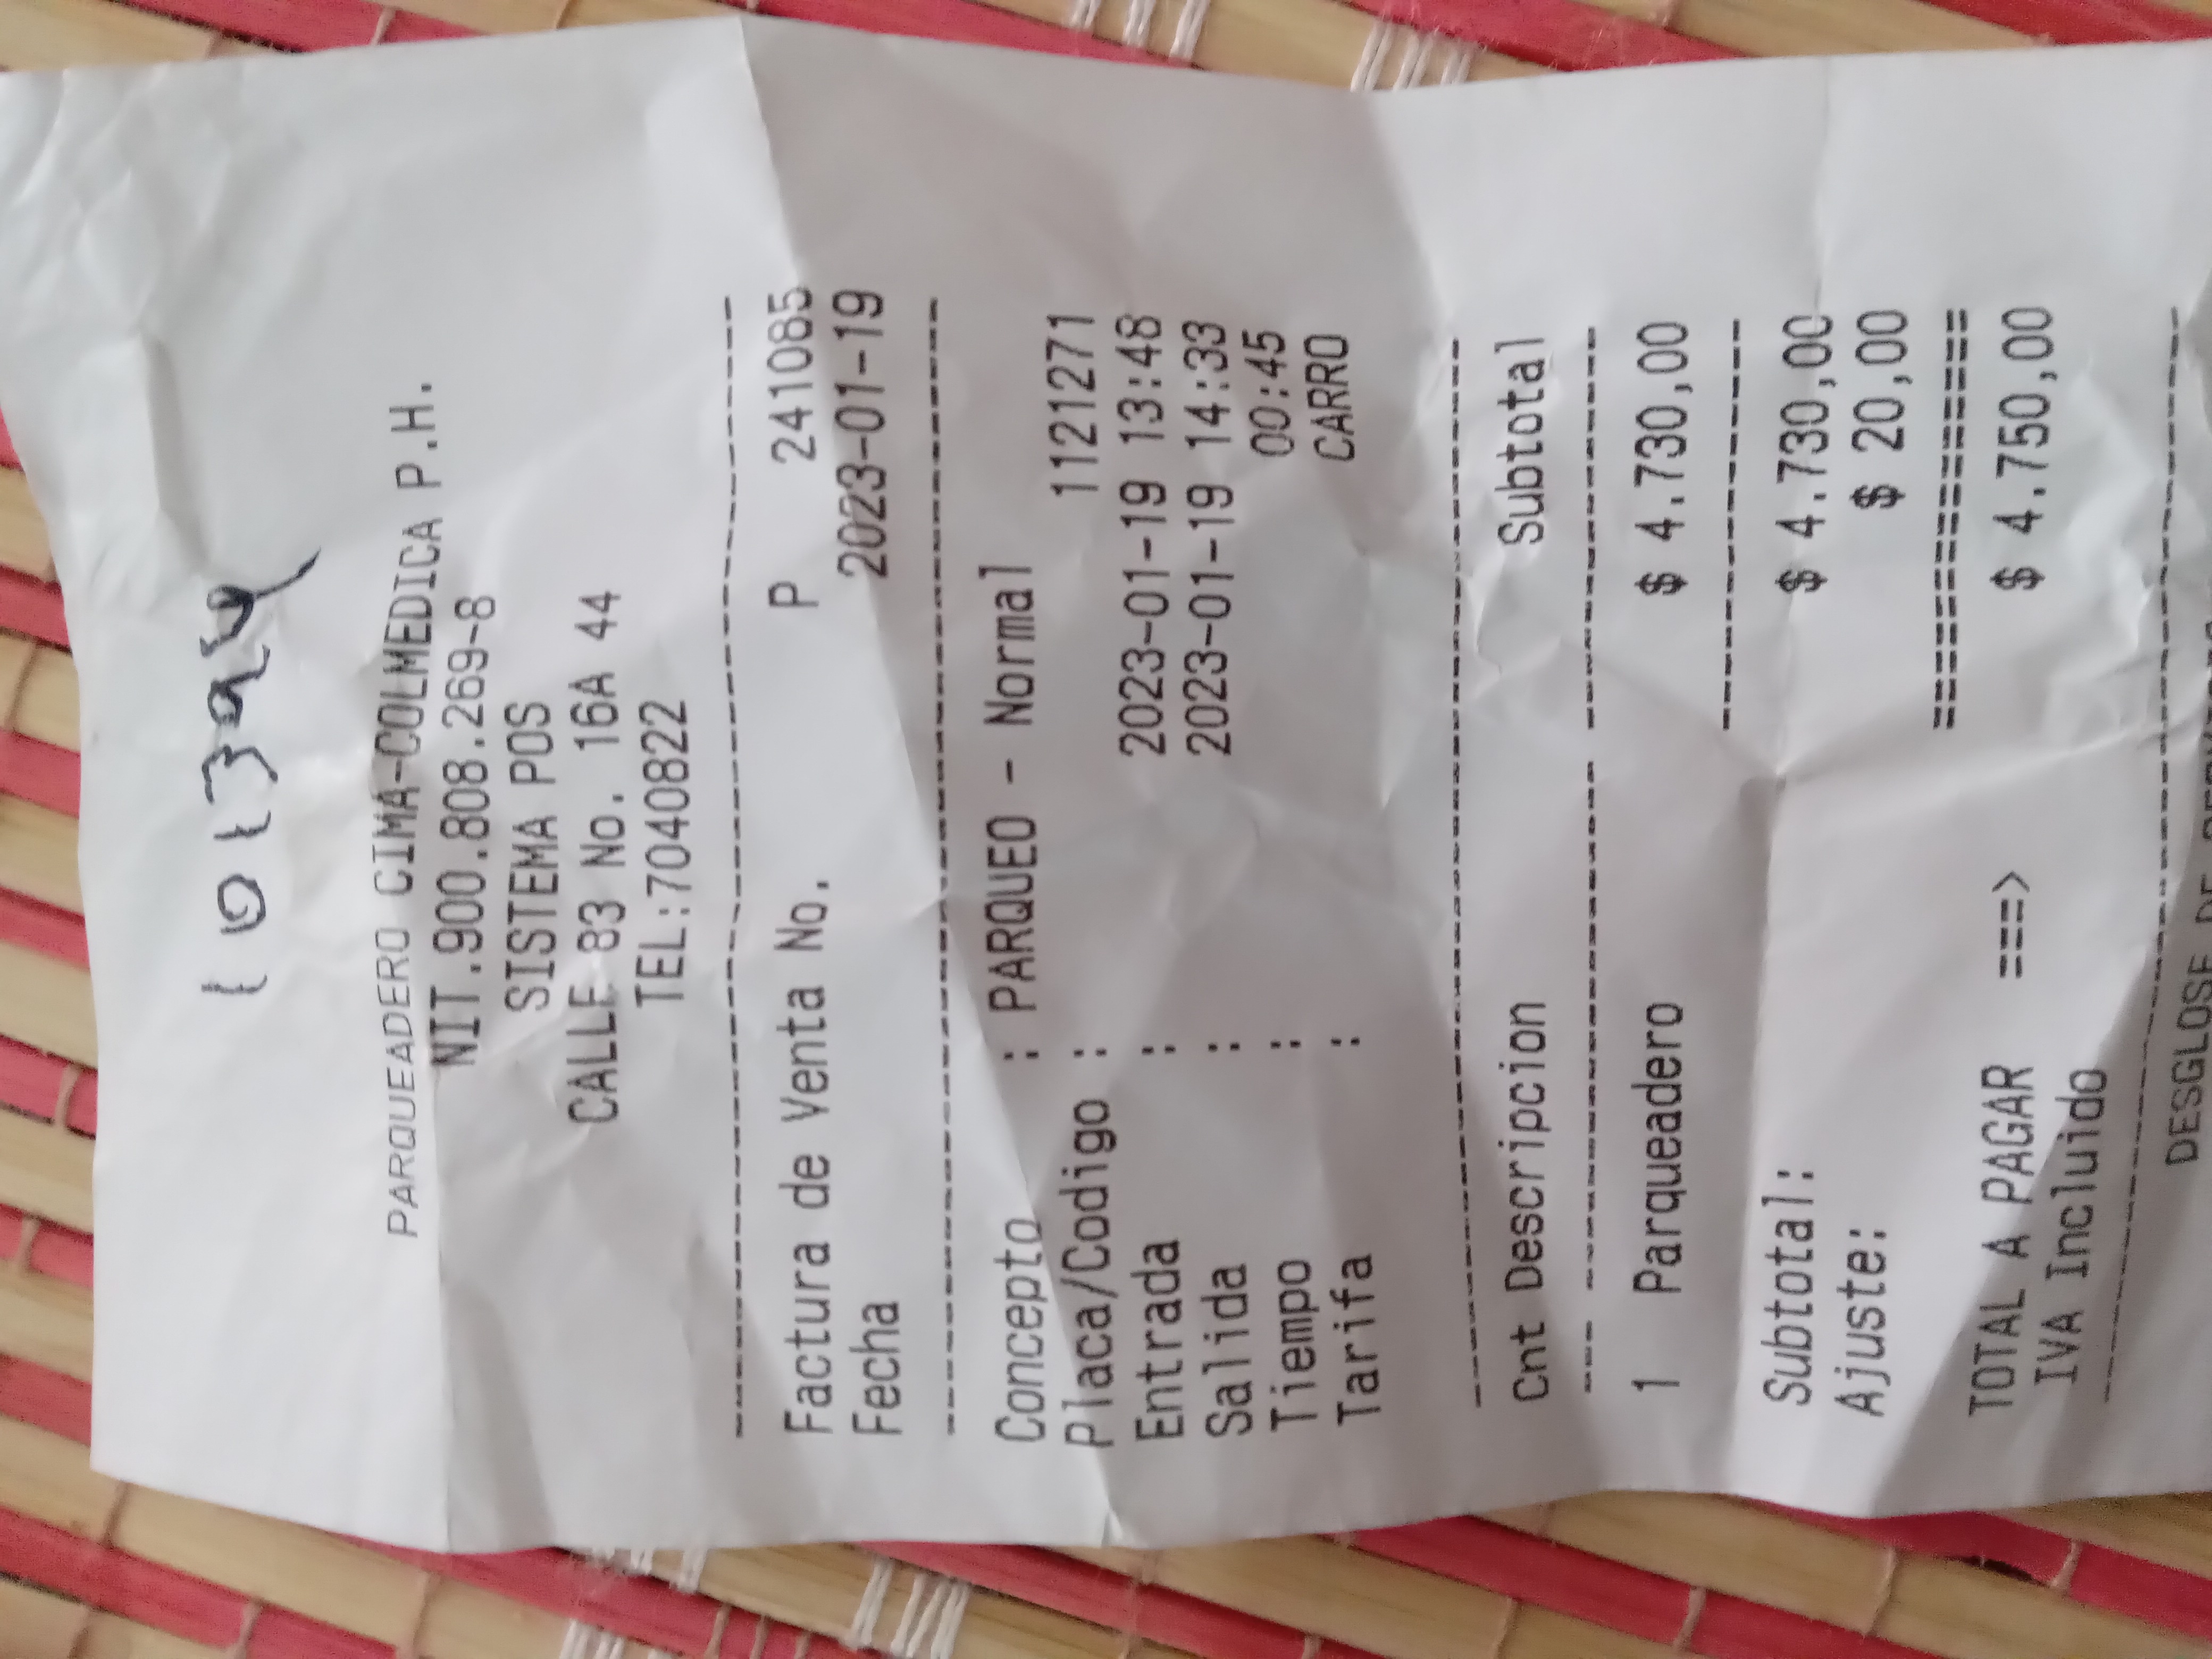 PARQUEADERO CIMA-COLMEDICA P.H.
NIT.900.808.269-8
SISTEMA POS
CALLE 83 No. 16A 44
TEL:7040822
Factura de Venta No. P 241085
Fecha 2023-01-19
Concepto : PARQUEO - Normal
Placa/Codigo : 1121271
Entrada : 2023-01-19 13:48
Salida : 2023-01-19 14:33
Tiempo : 00:45
Tarifa : CARRO
Cnt Descripcion Subtotal
1 Parqueadero $ 4.730,00
Subtotal: $ 4.730,00
Ajuste: $ 20,00
TOTAL A PAGAR ===> $ 4.750,00
IVA Incluido
DESGLOSE DE